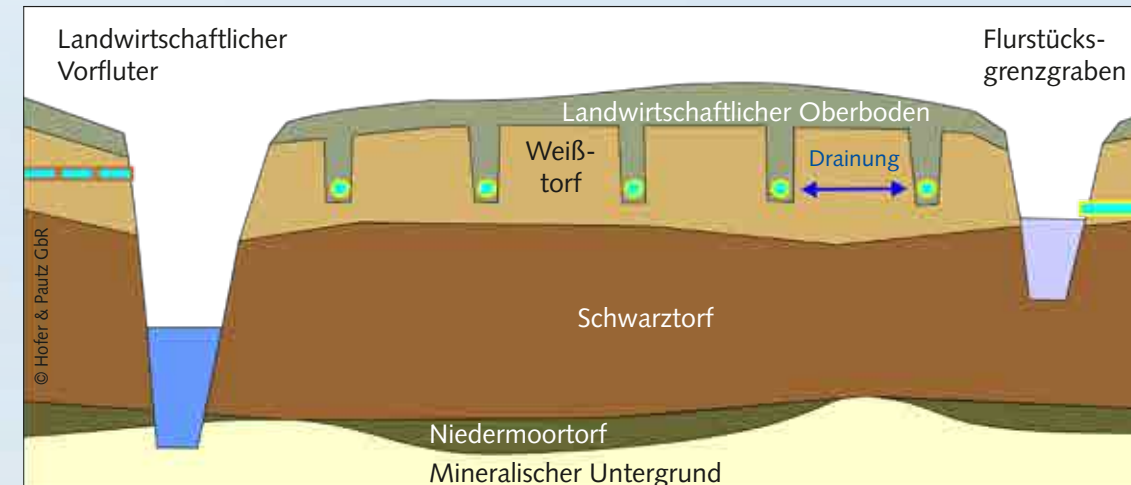 Landwirtschaftlicher
Vorfluter
Flurstücks-
grenzgraben
Landwirtschaftlicher Oberboden
Weiß-
torf
Drainung
Schwarztorf
© Hofer & Pautz GbR
Niedermoortorf
Mineralischer Untergrund